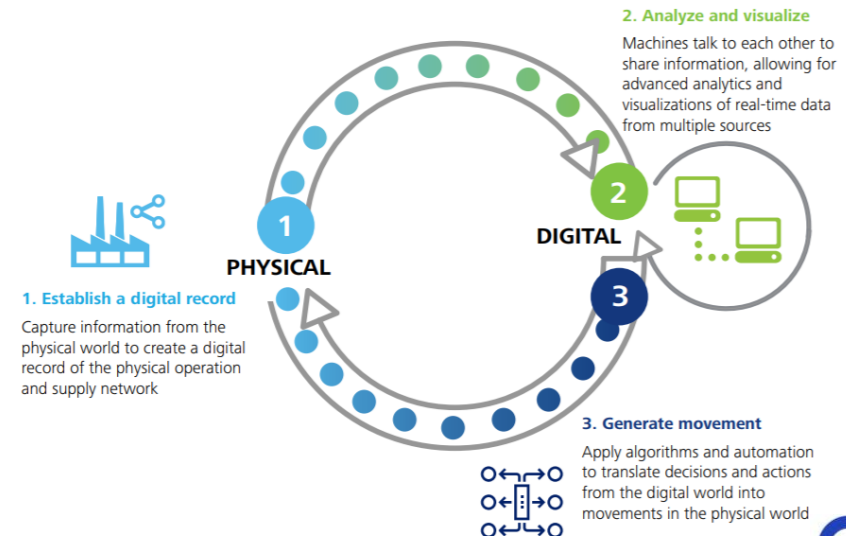 2. Analyze and visualize
Machines talk to each other to
share information, allowing for
advanced analytics and
visualizations of real-time data
from multiple sources
1
2
PHYSICAL
DIGITAL
3
1. Establish a digital record
Capture information from the
physical world to create a digital
record of the physical operation
and supply network
3. Generate movement
Apply algorithms and automation
to translate decisions and actions
from the digital world into
movements in the physical world